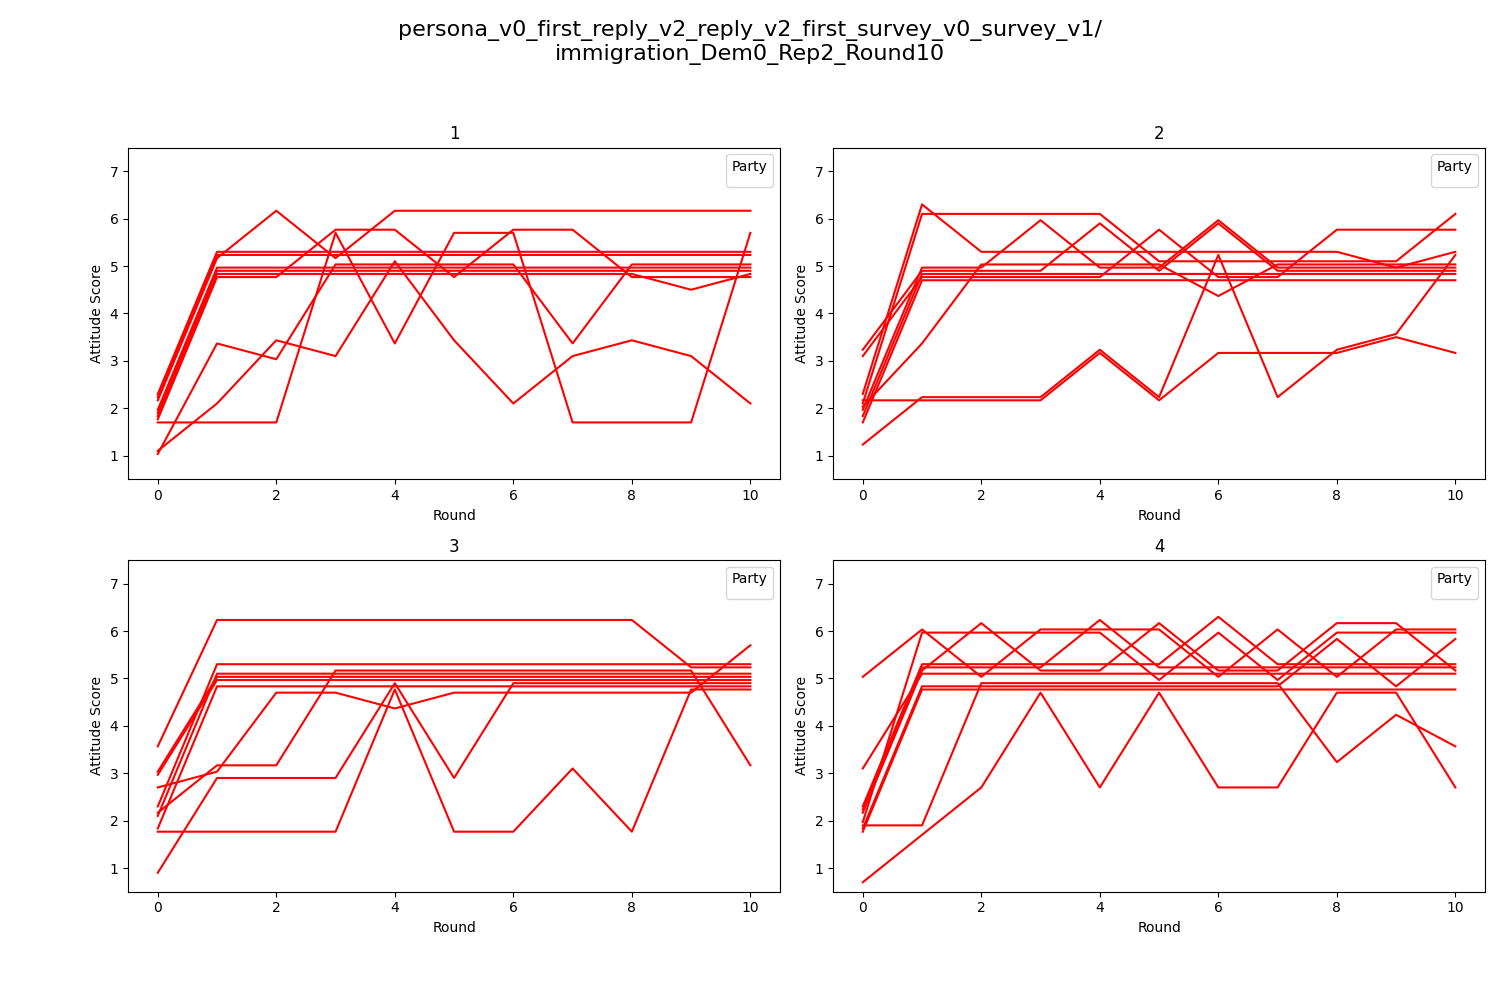 persona_v0_first_reply_v2_reply_v2_first_survey_v0_survey_v1/
immigration_Dem0_Rep2_Round10
1
Party
7
6
5
4
3
2
1
Attitude Score
0 2 4 6 8 10
Round
2
Party
7
6
5
4
3
2
1
Attitude Score
0 2 4 6 8 10
Round
3
Party
7
6
5
4
3
2
1
Attitude Score
0 2 4 6 8 10
Round
4
Party
7
6
5
4
3
2
1
Attitude Score
0 2 4 6 8 10
Round